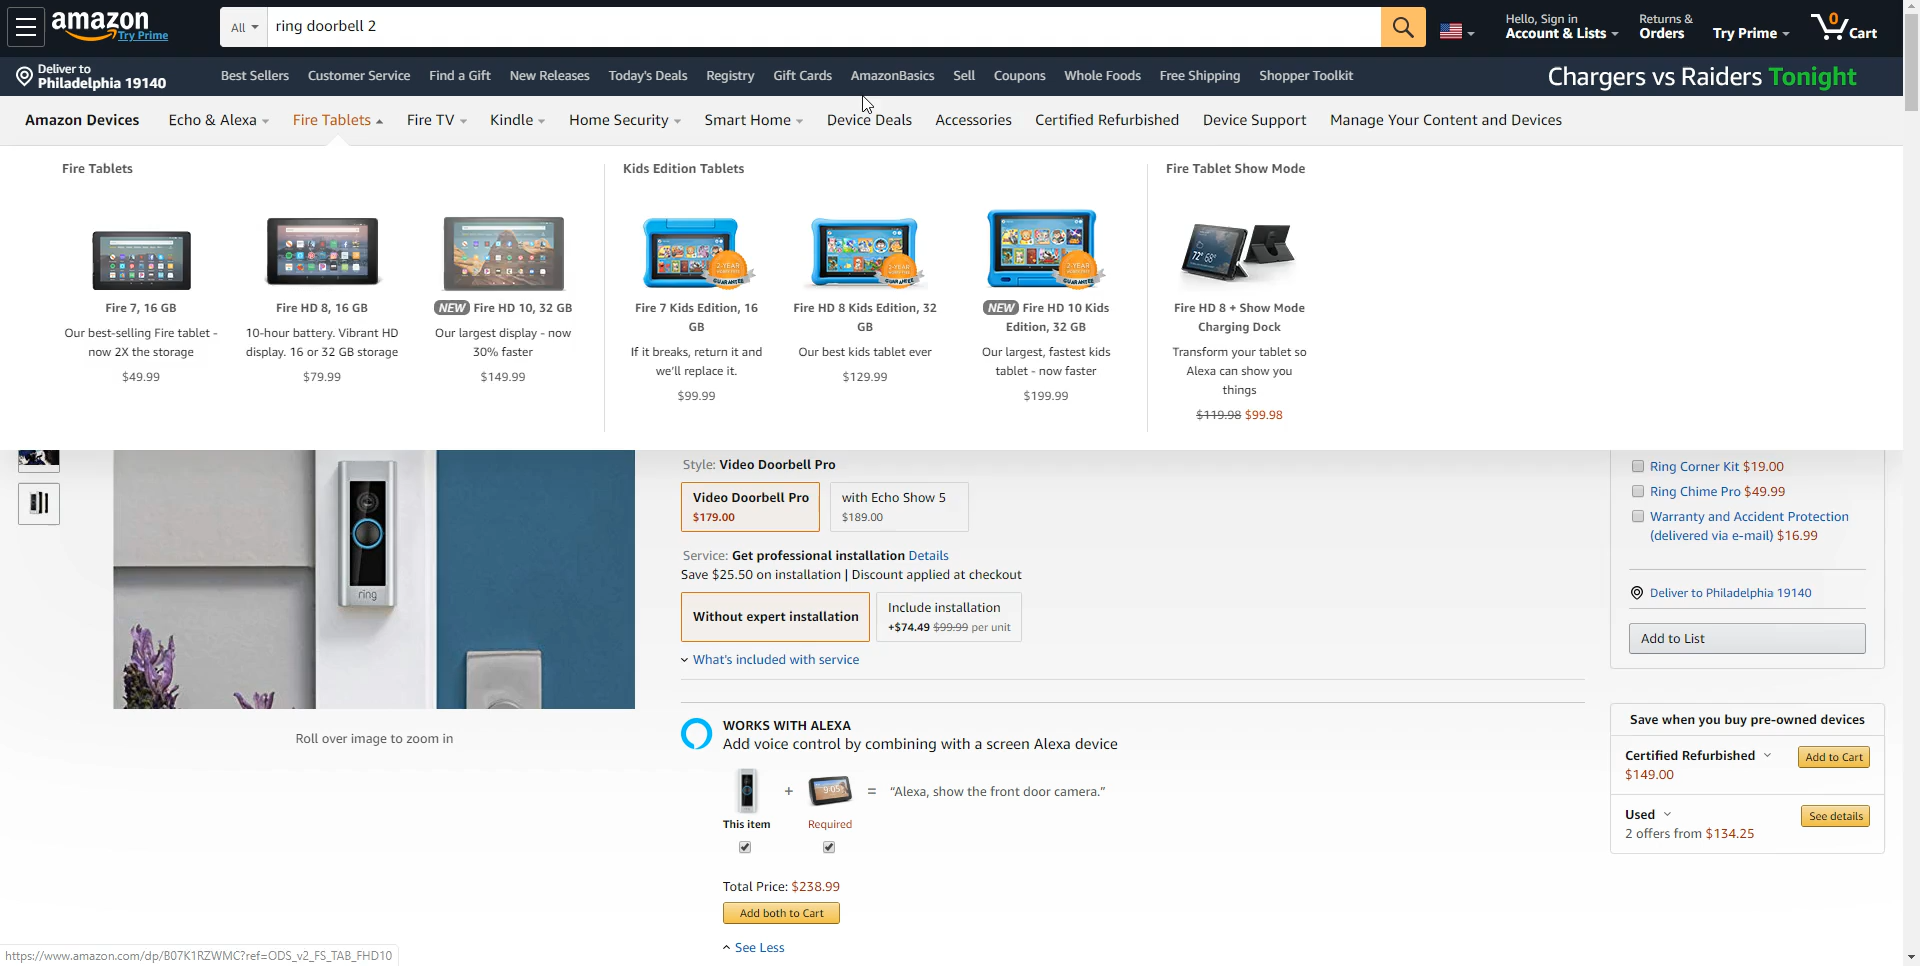 amazon
Try Prime
All
ring doorbell 2
Hello, Sign in
Account & Lists
Returns &
Orders
Try Prime
0
Cart
Deliver to
Philadelphia 19140
Best Sellers
Customer Service
Find a Gift
New Releases
Today's Deals
Registry
Gift Cards
AmazonBasics
Sell
Coupons
Whole Foods
Free Shipping
Shopper Toolkit
Chargers vs Raiders Tonight
Amazon Devices
Echo & Alexa
Fire Tablets
Fire TV
Kindle
Home Security
Smart Home
Device Deals
Accessories
Certified Refurbished
Device Support
Manage Your Content and Devices
Fire Tablets
Fire 7, 16 GB
Our best-selling Fire tablet -
now 2X the storage
$49.99
Fire HD 8, 16 GB
10-hour battery. Vibrant HD
display. 16 or 32 GB storage
$79.99
NEW Fire HD 10, 32 GB
Our largest display - now
30% faster
$149.99
Kids Edition Tablets
2-YEAR
GUARANTEE
Fire 7 Kids Edition, 16
GB
If it breaks, return it and
we'll replace it.
$99.99
2-YEAR
GUARANTEE
Fire HD 8 Kids Edition, 32
GB
Our best kids tablet ever
$129.99
2-YEAR
GUARANTEE
NEW Fire HD 10 Kids
Edition, 32 GB
Our largest, fastest kids
tablet - now faster
$199.99
Fire Tablet Show Mode
72° 68°
Fire HD 8 + Show Mode
Charging Dock
Transform your tablet so
Alexa can show you
things
$119.98 $99.98
ring
Roll over image to zoom in
Style: Video Doorbell Pro
Video Doorbell Pro
$179.00
with Echo Show 5
$189.00
Service: Get professional installation Details
Save $25.50 on installation | Discount applied at checkout
Without expert installation
Include installation
+$74.49 $99.99 per unit
What's included with service
WORKS WITH ALEXA
Add voice control by combining with a screen Alexa device
+
9:05
= “Alexa, show the front door camera.”
This item
Required
Total Price: $238.99
Add both to Cart
See Less
Ring Corner Kit $19.00
Ring Chime Pro $49.99
Warranty and Accident Protection
(delivered via e-mail) $16.99
Deliver to Philadelphia 19140
Add to List
Save when you buy pre-owned devices
Certified Refurbished
$149.00
Add to Cart
Used
2 offers from $134.25
See details
https://www.amazon.com/dp/B07K1RZWMC?ref=ODS_v2_FS_TAB_FHD10